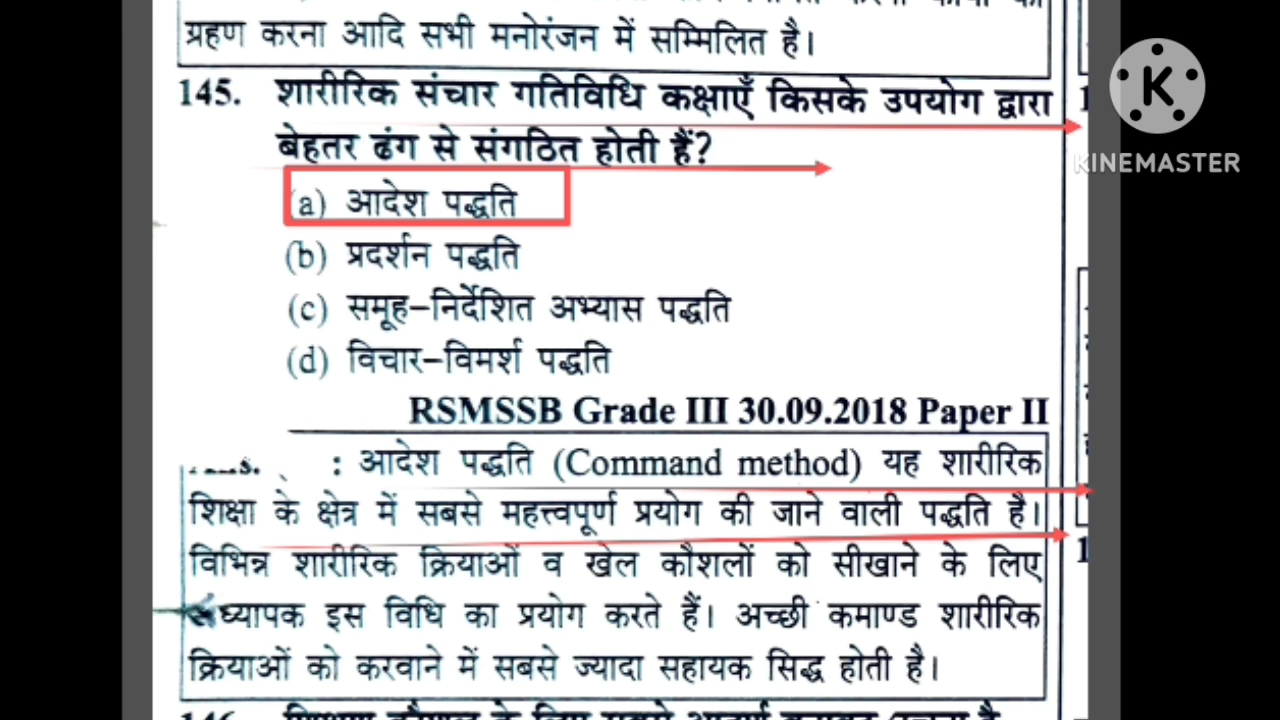 ग्रहण करना आदि सभी मनोरंजन में सम्मिलित है।
145. शारीरिक संचार गतिविधि कक्षाएँ किसके उपयोग द्वारा
बेहतर ढंग से संगठित होती हैं?
(a) आदेश पद्धति
(b) प्रदर्शन पद्धति
(c) समूह–निर्देशित अभ्यास पद्धति
(d) विचार–विमर्श पद्धति
RSMSSB Grade III 30.09.2018 Paper II
: आदेश पद्धति (Command method) यह शारीरिक
शिक्षा के क्षेत्र में सबसे महत्त्वपूर्ण प्रयोग की जाने वाली पद्धति है।
विभिन्न शारीरिक क्रियाओं व खेल कौशलों को सीखाने के लिए
ध्यापक इस विधि का प्रयोग करते हैं। अच्छी कमाण्ड शारीरिक
क्रियाओं को करवाने में सबसे ज्यादा सहायक सिद्ध होती है।
K
KINEMASTER